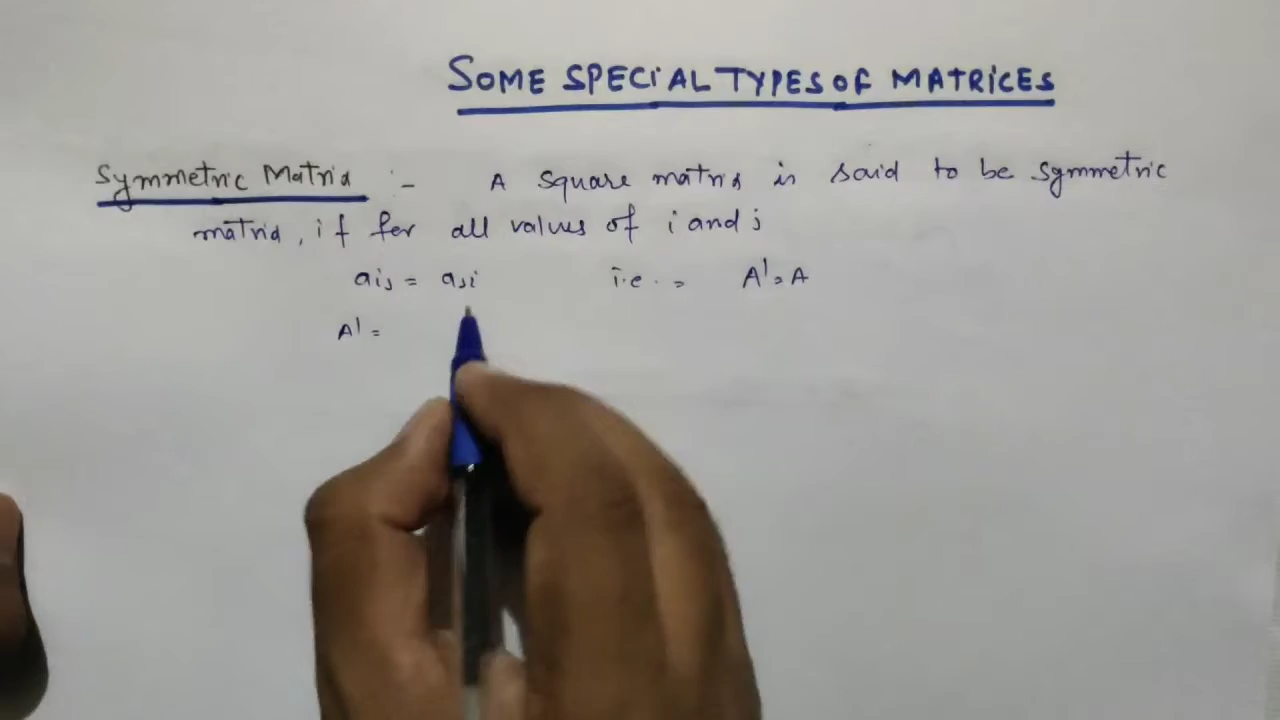 SOME SPECIAL TYPES OF MATRICES
Symmetric Matrix :- A square matrix is said to be symmetric
matrix, if for all values of i and j
aij = aji i.e. = A' = A
A' =